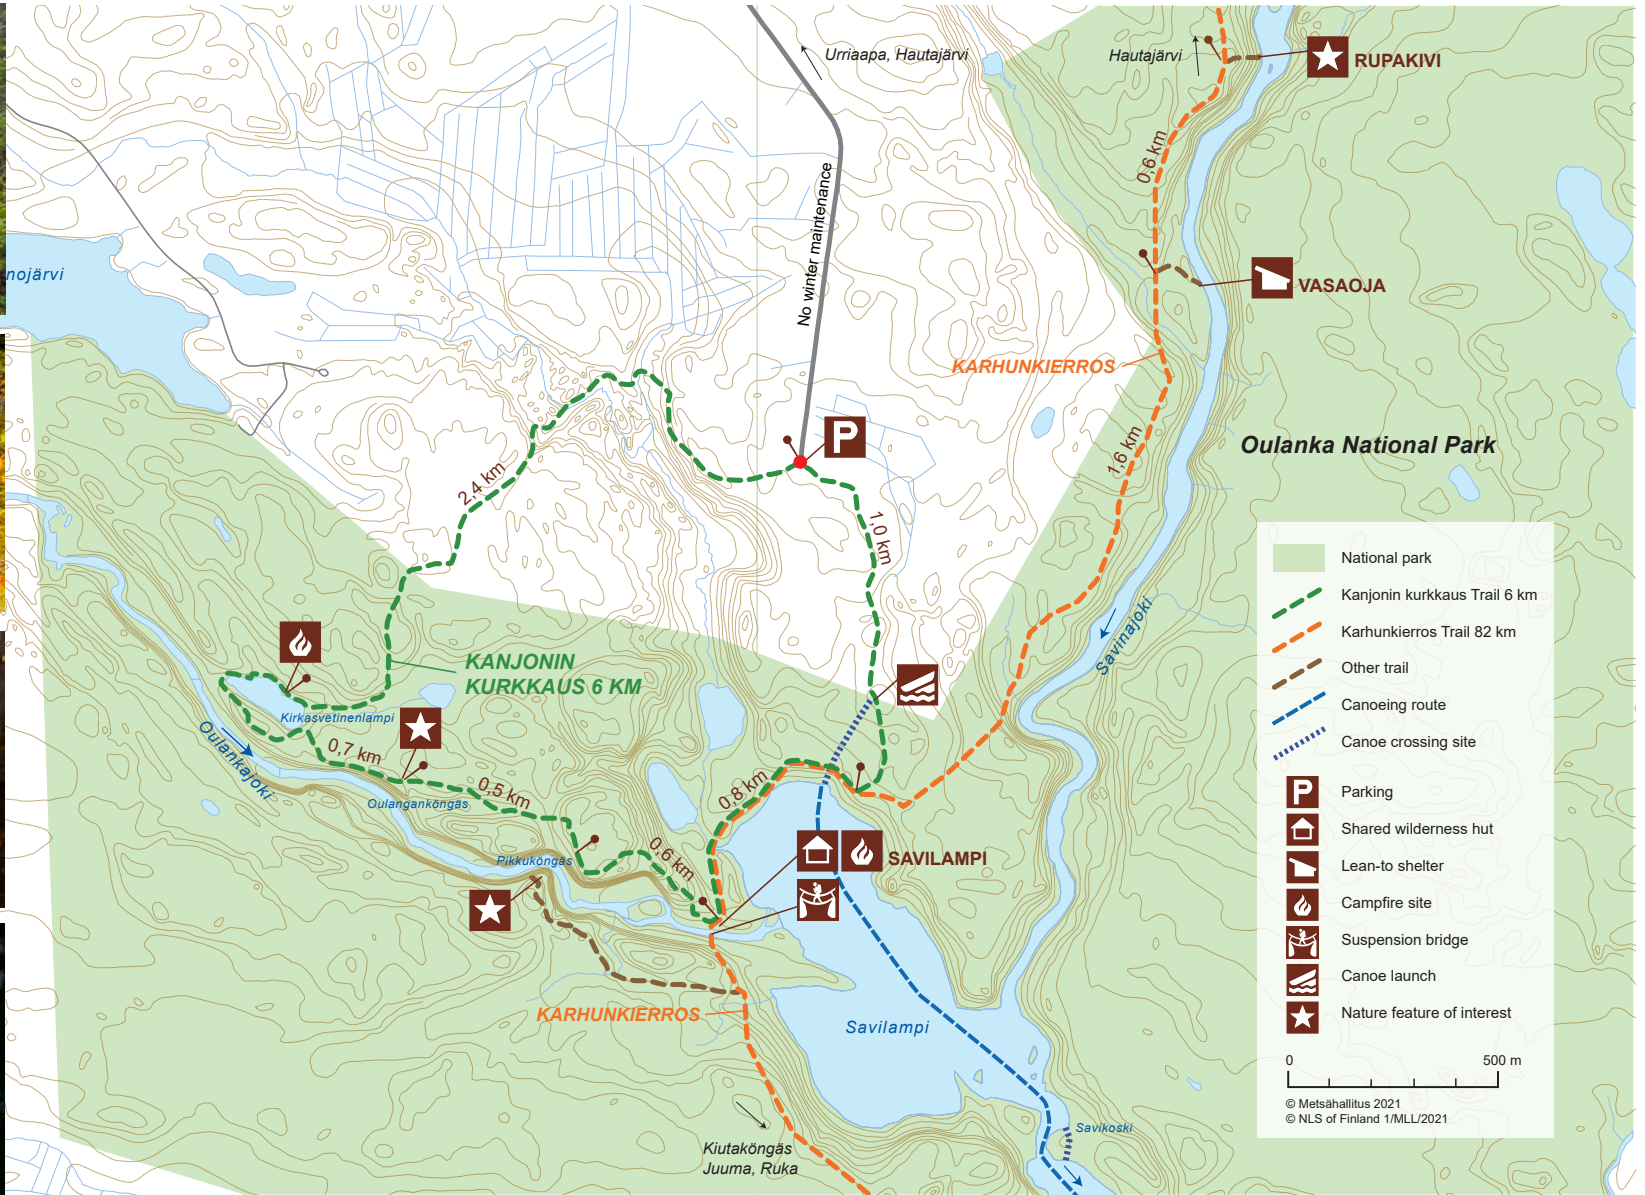 Urriaapa, Hautajärvi
Hautajärvi
RUPAKIVI
0,6 km
No winter maintenance
nojärvi
VASAOJA
KARHUNKIERROS
P
1,6 km
Oulanka National Park
2,4 km
1,0 km
Savinajoki
KANJONIN
KURKKAUS 6 KM
Kirkasvetinenlampi
Oulankajoki
0,7 km
Oulanganköngäs
0,5 km
0,8 km
Pikkuköngäs
0,6 km
SAVILAMPI
KARHUNKIERROS
Savilampi
Kiutaköngäs
Juuma, Ruka
Savikoski
National park
Kanjonin kurkkaus Trail 6 km
Karhunkierros Trail 82 km
Other trail
Canoeing route
Canoe crossing site
P Parking
Shared wilderness hut
Lean-to shelter
Campfire site
Suspension bridge
Canoe launch
Nature feature of interest
0 500 m
© Metsähallitus 2021
© NLS of Finland 1/MLL/2021